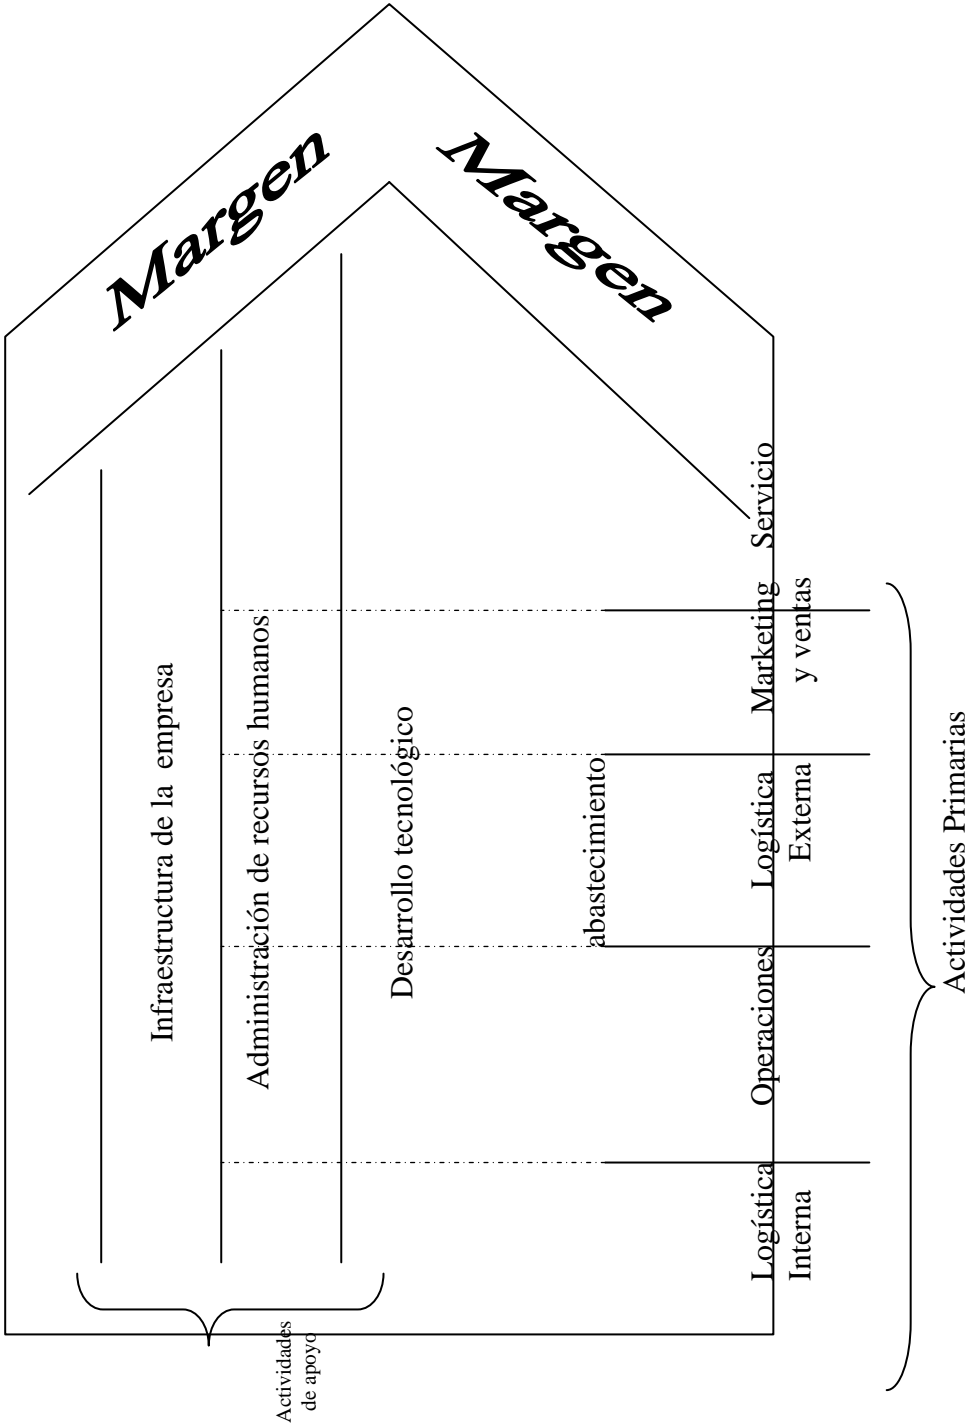 Infraestructura de la empresa
Administración de recursos humanos
Desarrollo tecnológico
abastecimiento
Logística
Interna
Operaciones
Logística
Externa
Marketing
y ventas
Servicio
Margen
Margen
Actividades
de apoyo
Actividades Primarias